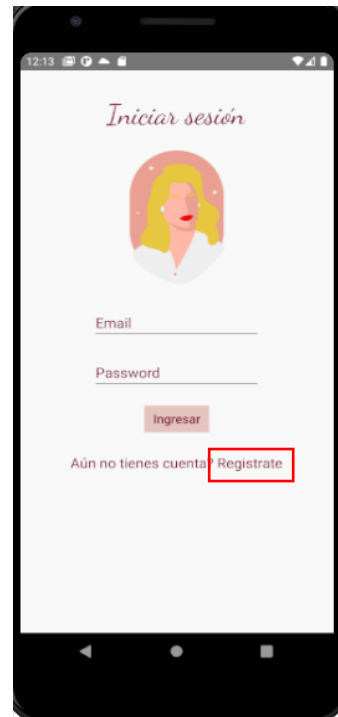 12:13
Iniciar sesión
Email
Password
Ingresar
Aún no tienes cuenta? Registrate